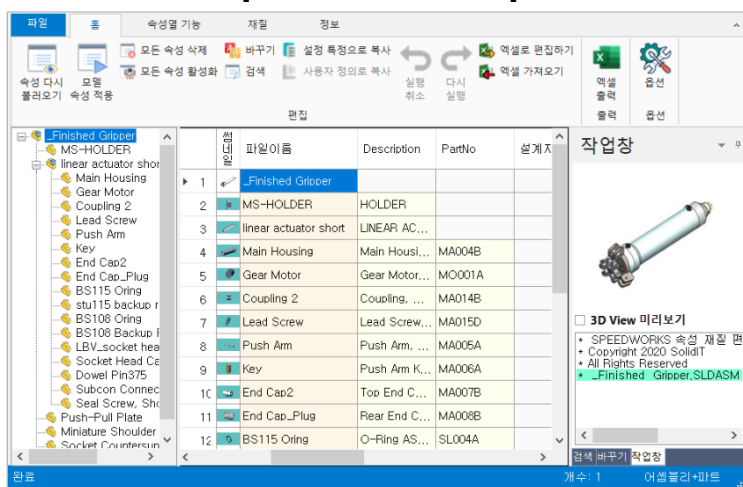 파일 홈 속성열 기능 재질 정보
모든 속성 삭제 바꾸기 설정 특정으로 복사 엑셀로 편집하기
모든 속성 활성화 검색 사용자 정의로 복사 엑셀 가져오기
속성 다시 불러오기
모델 속성 적용
실행 취소
다시 실행
엑셀 출력
옵션
편집 출력 옵션
_Finished Gripper
MS-HOLDER
linear actuator shor
Main Housing
Gear Motor
Coupling 2
Lead Screw
Push Arm
Key
End Cap2
End Cap_Plug
BS115 Oring
stu115 backup r
BS108 Oring
BS108 Backup
LBV_socket hea
Socket Head Ca
Dowel Pin375
Subcon Connec
Seal Screw, Sho
Push-Pull Plate
Miniature Shoulder
Socket Countersun
썸네일 파일이름 Description PartNo 설계
1 _Finished Gripper
2 MS-HOLDER HOLDER
3 linear actuator short LINEAR AC...
4 Main Housing Main Housi... MA004B
5 Gear Motor Gear Motor... MO001A
6 Coupling 2 Coupling, ... MA014B
7 Lead Screw Lead Screw... MA015D
8 Push Arm Push Arm, ... MA005A
9 Key Push Arm K... MA006A
10 End Cap2 Top End C... MA007B
11 End Cap_Plug Rear End C... MA008B
12 BS115 Oring O-Ring AS... SL004A
작업창
3D View 미리보기
* SPEEDWORKS 속성 재질 편
* Copyright 2020 SolidIT
* All Rights Reserved
* _Finished Gripper.SLDASM
검색 바꾸기 작업창
완료 개수: 1 어셈블리+파트